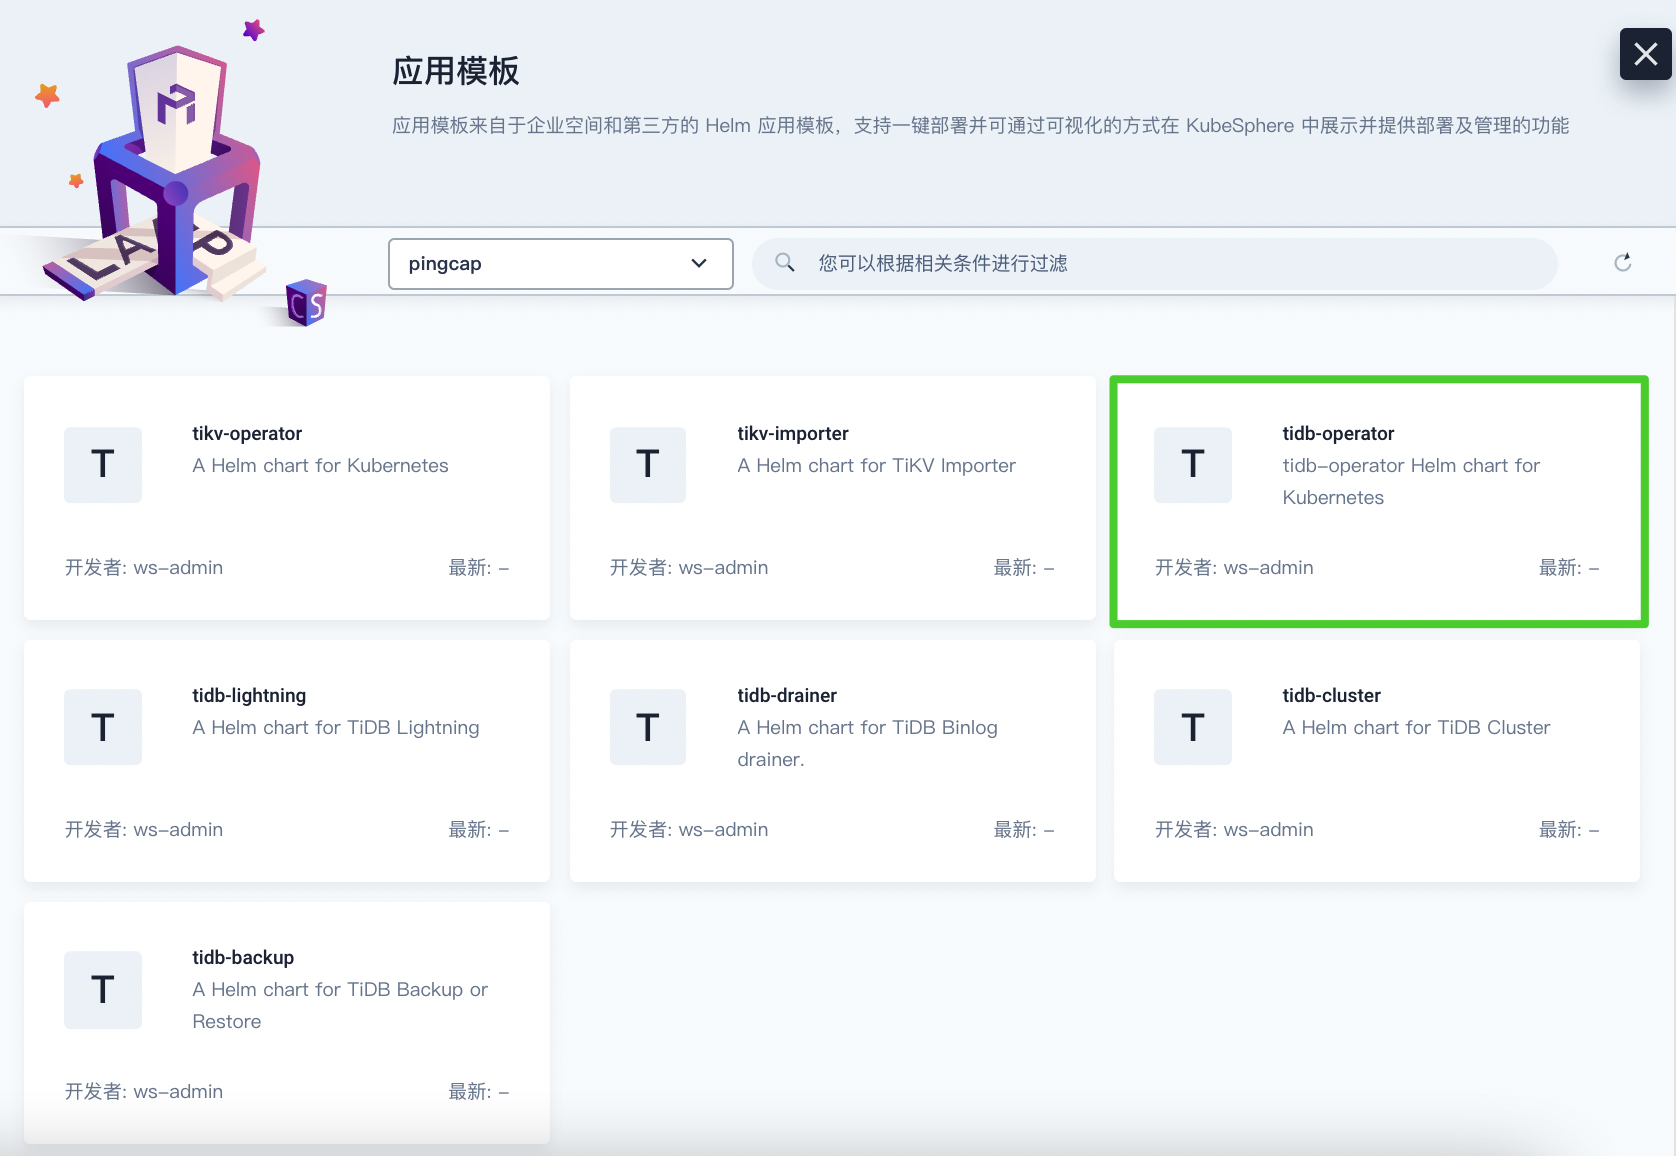 应用模板
应用模板来自于企业空间和第三方的 Helm 应用模板，支持一键部署并可通过可视化的方式在 KubeSphere 中展示并提供部署及管理的功能
LAPP
CS
pingcap
您可以根据相关条件进行过滤
T
tikv-operator
A Helm chart for Kubernetes
开发者: ws-admin
最新: -
T
tikv-importer
A Helm chart for TiKV Importer
开发者: ws-admin
最新: -
T
tidb-operator
tidb-operator Helm chart for
Kubernetes
开发者: ws-admin
最新: -
T
tidb-lightning
A Helm chart for TiDB Lightning
开发者: ws-admin
最新: -
T
tidb-drainer
A Helm chart for TiDB Binlog
drainer.
开发者: ws-admin
最新: -
T
tidb-cluster
A Helm chart for TiDB Cluster
开发者: ws-admin
最新: -
T
tidb-backup
A Helm chart for TiDB Backup or
Restore
开发者: ws-admin
最新: -